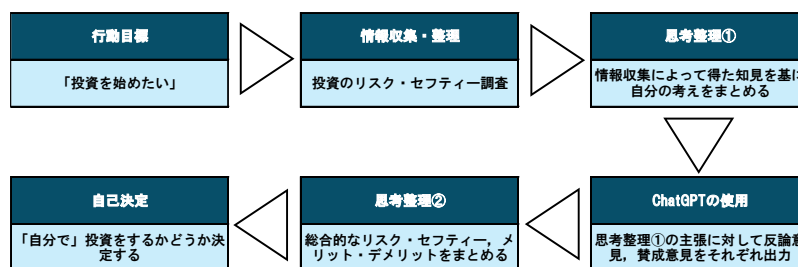 行動目標
「投資を始めたい」
情報収集・整理
投資のリスク・セフティー調査
思考整理①
情報収集によって得た知見を基に
自分の考えをまとめる
ChatGPTの使用
思考整理①の主張に対して反論意
見，賛成意見をそれぞれ出力
思考整理②
総合的なリスク・セフティー，メ
リット・デメリットをまとめる
自己決定
「自分で」投資をするかどうか決
定する